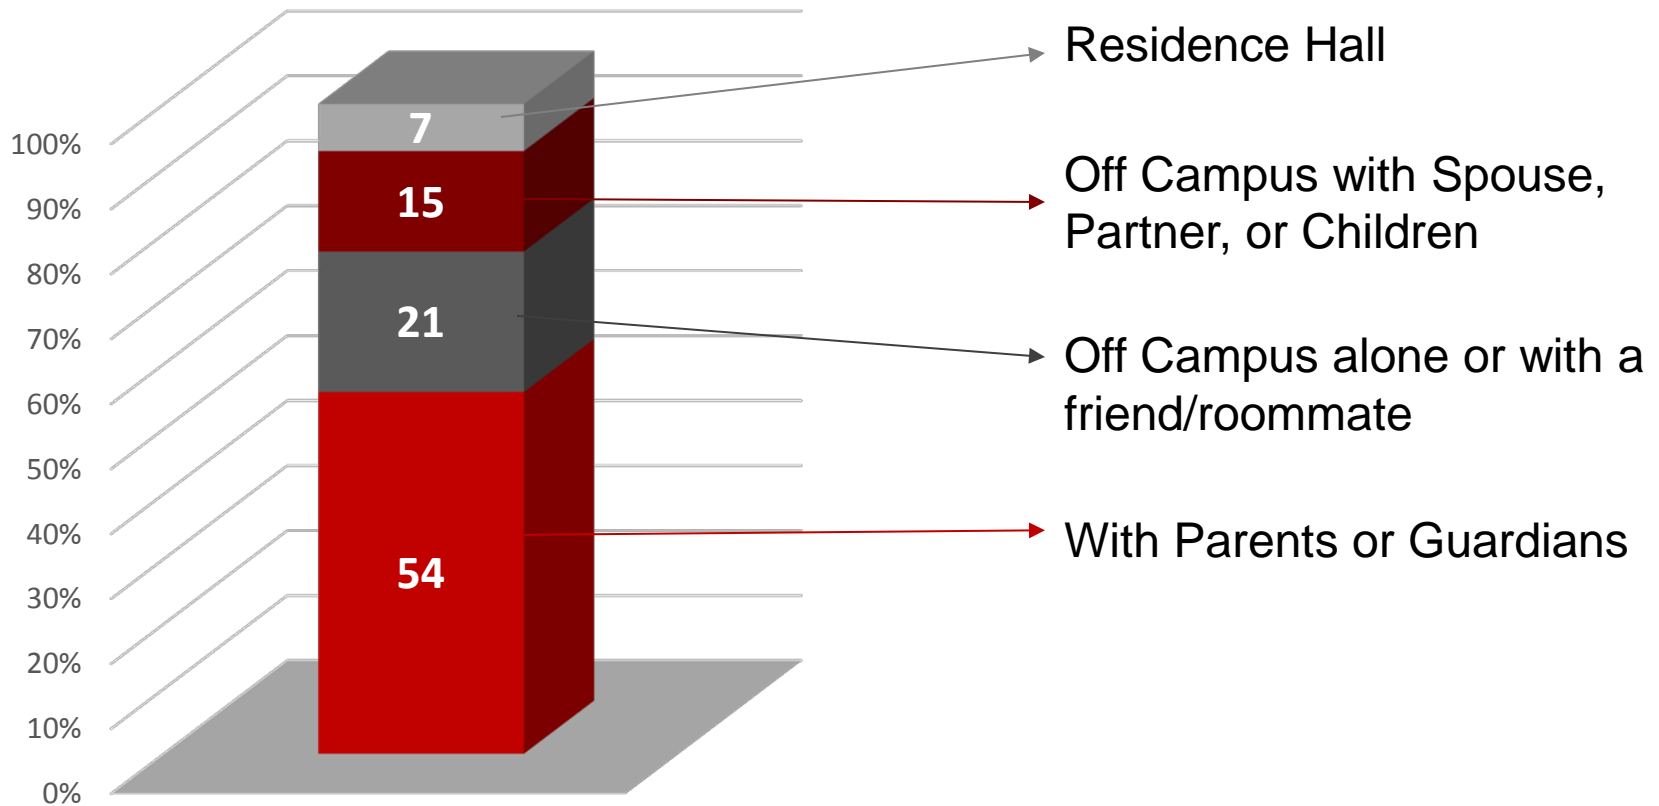 100%
90%
80%
70%
60%
50%
40%
30%
20%
10%
0%
7
15
21
54
Residence Hall
Off Campus with Spouse,
Partner, or Children
Off Campus alone or with a
friend/roommate
With Parents or Guardians